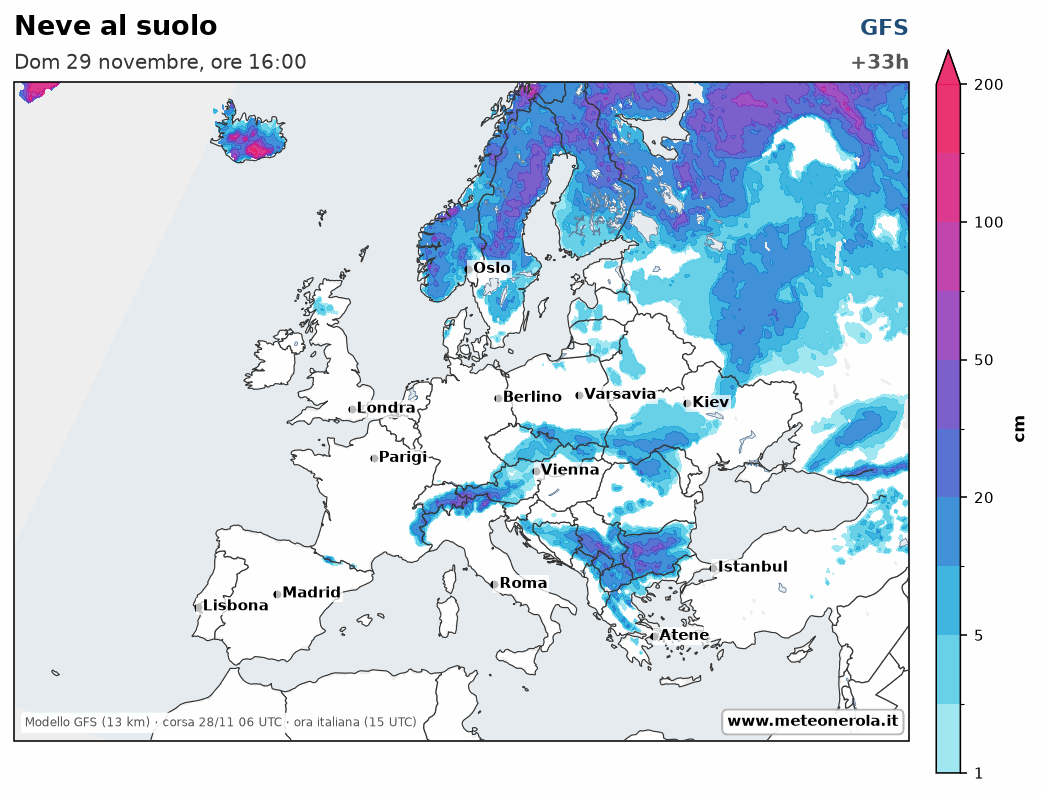 Neve al suolo
GFS
Dom 29 novembre, ore 16:00
+33h
200
100
50
20
5
1
cm
Oslo
Berlino
Varsavia
Kiev
Londra
Parigi
Vienna
Istanbul
Roma
Madrid
Lisbona
Atene
Modello GFS (13 km) · corsa 28/11 06 UTC · ora italiana (15 UTC)
www.meteonerola.it